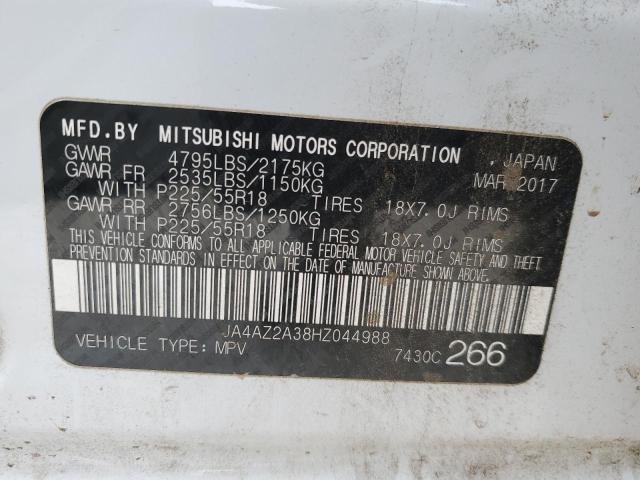 MFD.BY MITSUBISHI MOTORS CORPORATION , JAPAN
GVWR 4795LBS/2175KG MAR 2017
GAWR FR 2535LBS/1150KG
WITH P225/55R18 TIRES 18X7.0J RIMS
GAWR RR 2756LBS/1250KG
WITH P225/55R18 TIRES 18X7.0J RIMS
THIS VEHICLE CONFORMS TO ALL APPLICABLE FEDERAL MOTOR VEHICLE SAFETY AND THEFT
PREVENTION STANDARDS IN EFFECT ON THE DATE OF MANUFACTURE SHOWN ABOVE.
JA4AZ2A38HZ044988
VEHICLE TYPE: MPV 7430C 266